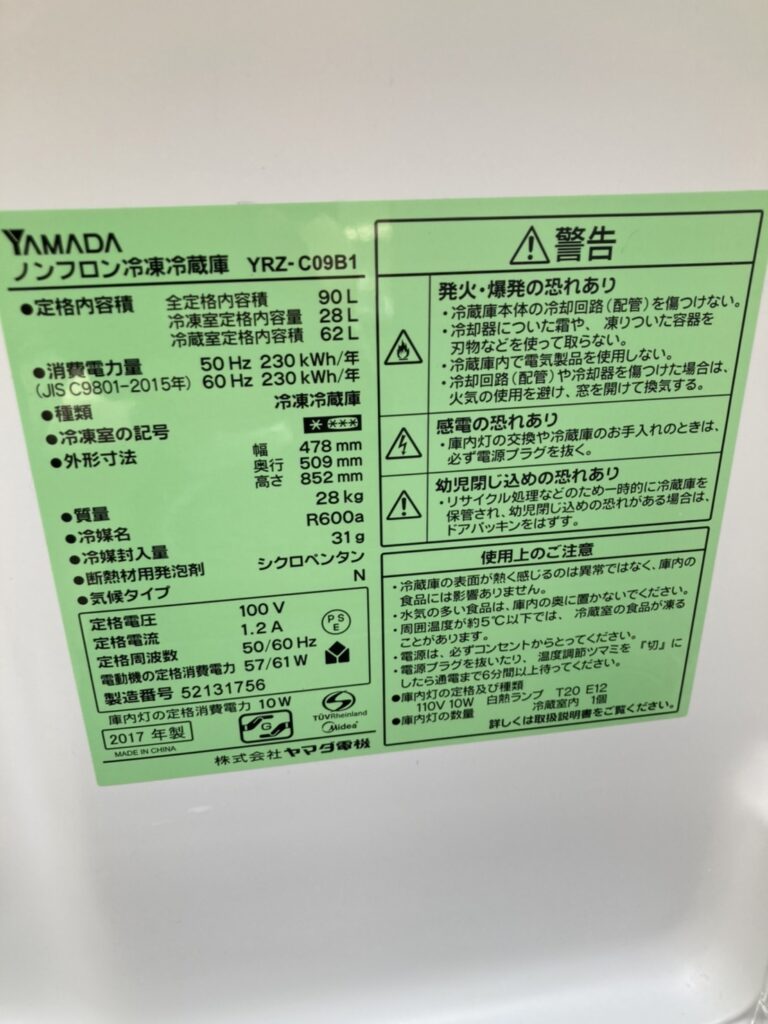 YAMADA
ノンフロン冷凍冷蔵庫 YRZ-C09B1
●定格内容積 全定格内容積 90 L
冷凍室定格内容量 28 L
冷蔵室定格内容積 62 L
●消費電力量 50 Hz 230 kWh/年
(JIS C9801-2015年) 60 Hz 230 kWh/年
●種類 冷凍冷蔵庫
●冷凍室の記号 * ***
●外形寸法 幅 478 mm
奥行 509 mm
高さ 852 mm
●質量 28 kg
●冷媒名 R600a
●冷媒封入量 31 g
●断熱材用発泡剤 シクロペンタン
●気候タイプ N
定格電圧 100 V
定格電流 1.2 A
定格周波数 50/60 Hz
電動機の定格消費電力 57/61 W
製造番号 52131756
PSE
庫内灯の定格消費電力 10W
2017 年製
MADE IN CHINA
G
TÜVRheinland
Midea
株式会社 ヤマダ電機
⚠警告
発火・爆発の恐れあり
・冷蔵庫本体の冷却回路(配管)を傷つけない。
・冷却器についた霜や、凍りついた容器を
刃物などを使って取らない。
・冷蔵庫内で電気製品を使用しない。
・冷却回路(配管)や冷却器を傷つけた場合は、
火気の使用を避け、窓を開けて換気する。
感電の恐れあり
・庫内灯の交換や冷蔵庫のお手入れのときは、
必ず電源プラグを抜く。
幼児閉じ込めの恐れあり
・リサイクル処理などのため一時的に冷蔵庫を
保管され、幼児閉じ込めの恐れがある場合は、
ドアパッキンをはずす。
使用上のご注意
・冷蔵庫の表面が熱く感じるのは異常ではなく、庫内の
食品には影響ありません。
・水気の多い食品は、庫内の奥に置かないでください。
・周囲温度が約5℃以下では、冷蔵室の食品が凍る
ことがあります。
・電源は、必ずコンセントからとってください。
・電源プラグを抜いたり、温度調節ツマミを『切』に
したら通電まで6分間以上待ってください。
●庫内灯の定格及び種類
110V 10W 白熱ランプ T20 E12
●庫内灯の数量 冷蔵室内 1個
詳しくは取扱説明書をご覧ください。